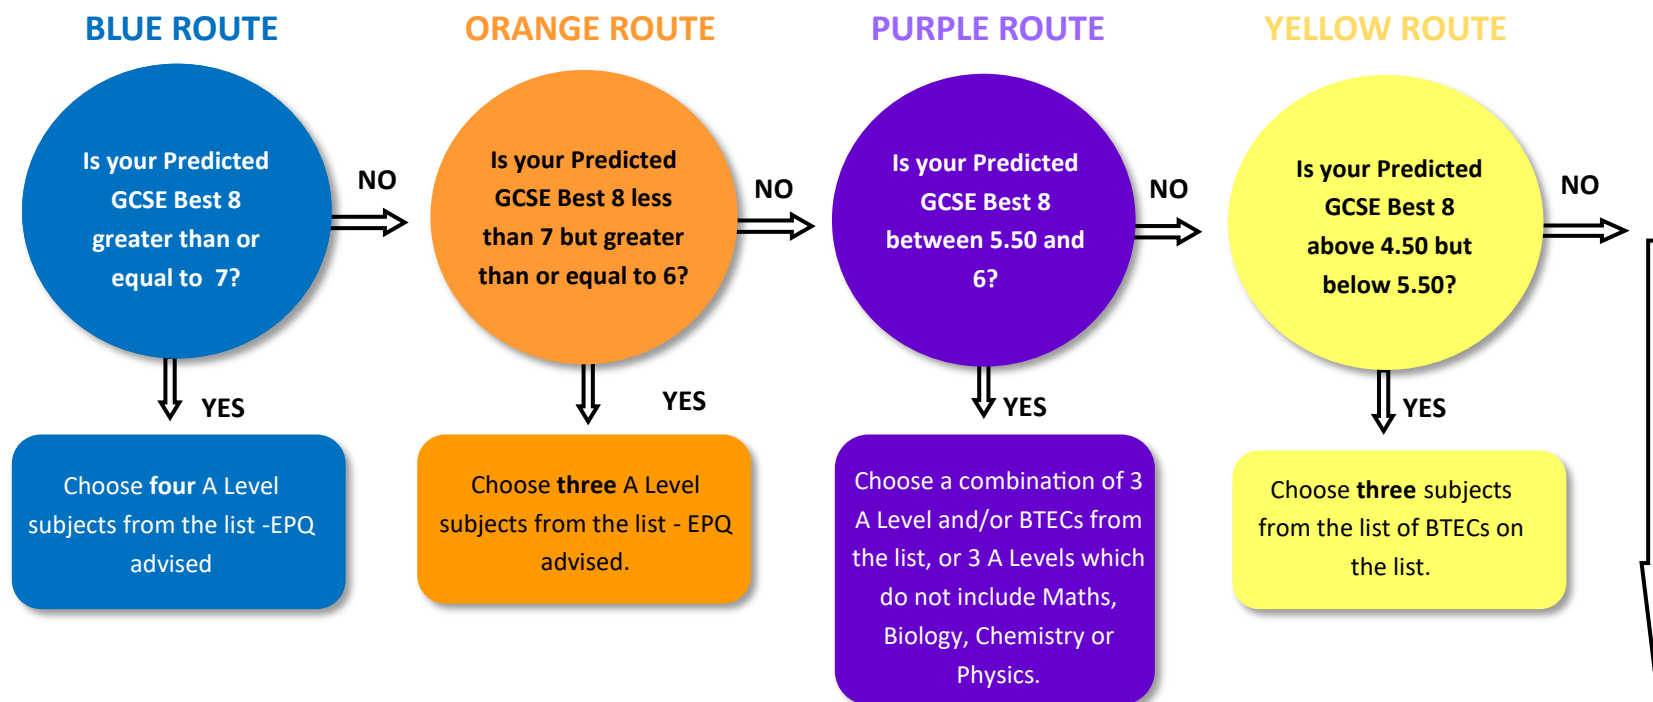 BLUE ROUTE
Is your Predicted
GCSE Best 8
greater than or
equal to 7?
NO
YES
Choose four A Level
subjects from the list -EPQ
advised
ORANGE ROUTE
Is your Predicted
GCSE Best 8 less
than 7 but greater
than or equal to 6?
NO
YES
Choose three A Level
subjects from the list - EPQ
advised.
PURPLE ROUTE
Is your Predicted
GCSE Best 8
between 5.50 and
6?
NO
YES
Choose a combination of 3
A Level and/or BTECs from
the list, or 3 A Levels which
do not include Maths,
Biology, Chemistry or
Physics.
YELLOW ROUTE
Is your Predicted
GCSE Best 8
above 4.50 but
below 5.50?
NO
YES
Choose three subjects
from the list of BTECs on
the list.